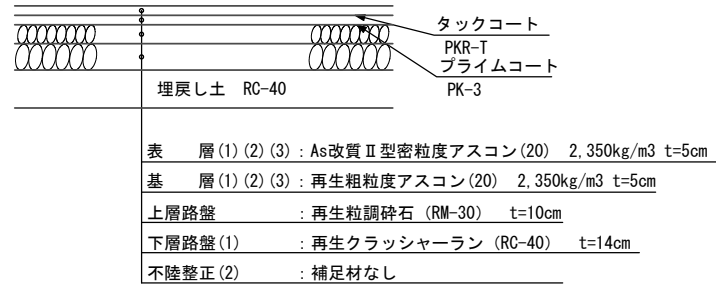 タックコート
PKR-T
プライムコート
PK-3
埋戻し土 RC-40
表　層(1)(2)(3)：As改質Ⅱ型密粒度アスコン(20) 2,350kg/m3 t=5cm
基　層(1)(2)(3)：再生粗粒度アスコン(20) 2,350kg/m3 t=5cm
上層路盤　：再生粒調砕石（RM-30） t=10cm
下層路盤(1)　：再生クラッシャーラン（RC-40） t=14cm
不陸整正(2)　：補足材なし